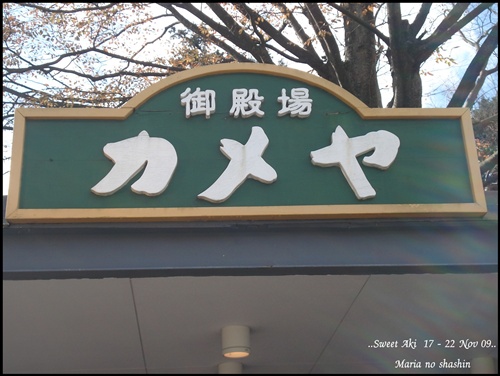 御殿場
カメヤ
..Sweet Aki 17 - 22 Nov 09..
Maria no shashin